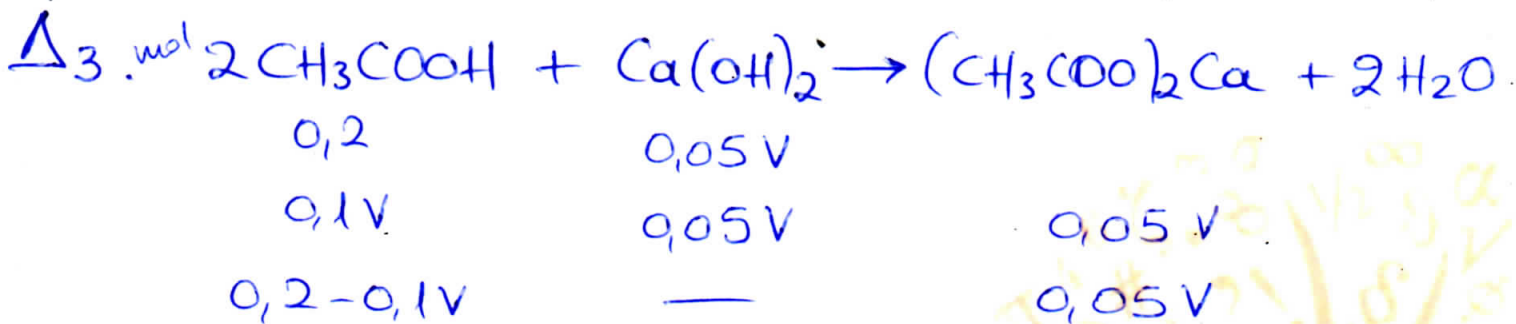 Δ3. mol 2CH₃COOH + Ca(OH)₂ → (CH₃COO)₂Ca + 2H₂O.
0,2 0,05V
0,1V 0,05V 0,05V
0,2-0,1V — 0,05V